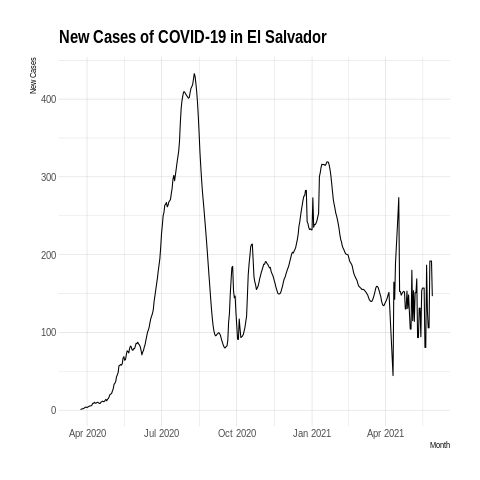 New Cases of COVID-19 in El Salvador
New Cases
400
300
200
100
0
Apr 2020 Jul 2020 Oct 2020 Jan 2021 Apr 2021
Month